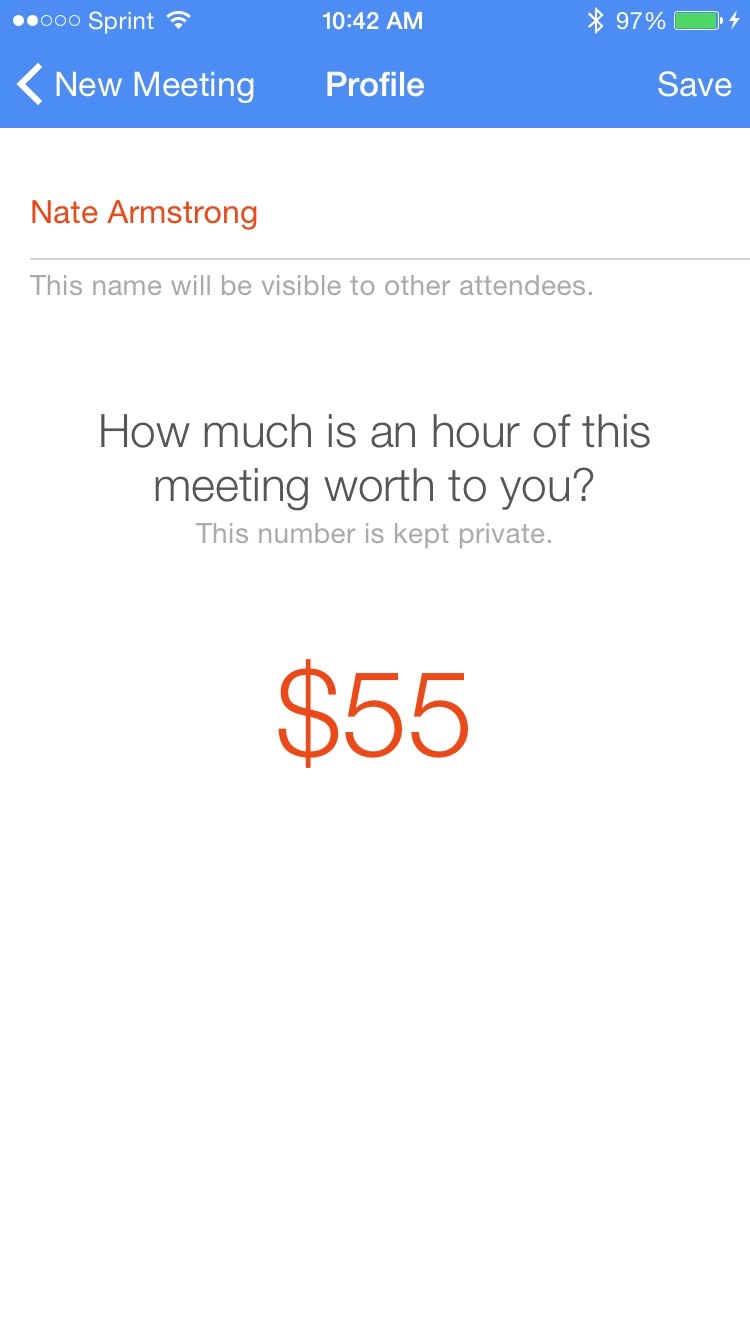 Sprint 10:42 AM 97%
New Meeting Profile Save
Nate Armstrong
This name will be visible to other attendees.
How much is an hour of this
meeting worth to you?
This number is kept private.
$55